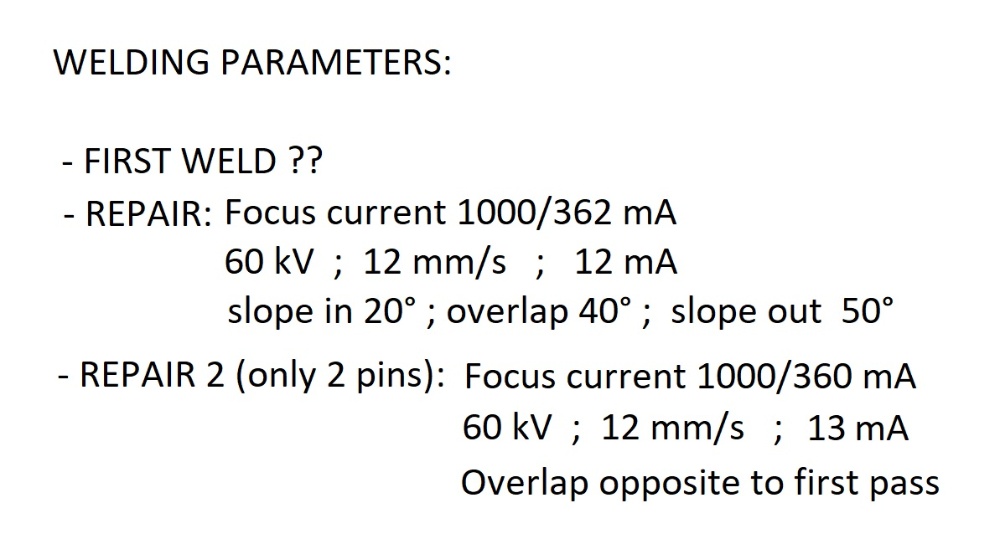 WELDING PARAMETERS:
- FIRST WELD ??
- REPAIR: Focus current 1000/362 mA
60 kV ; 12 mm/s ; 12 mA
slope in 20° ; overlap 40° ; slope out 50°
- REPAIR 2 (only 2 pins): Focus current 1000/360 mA
60 kV ; 12 mm/s ; 13 mA
Overlap opposite to first pass